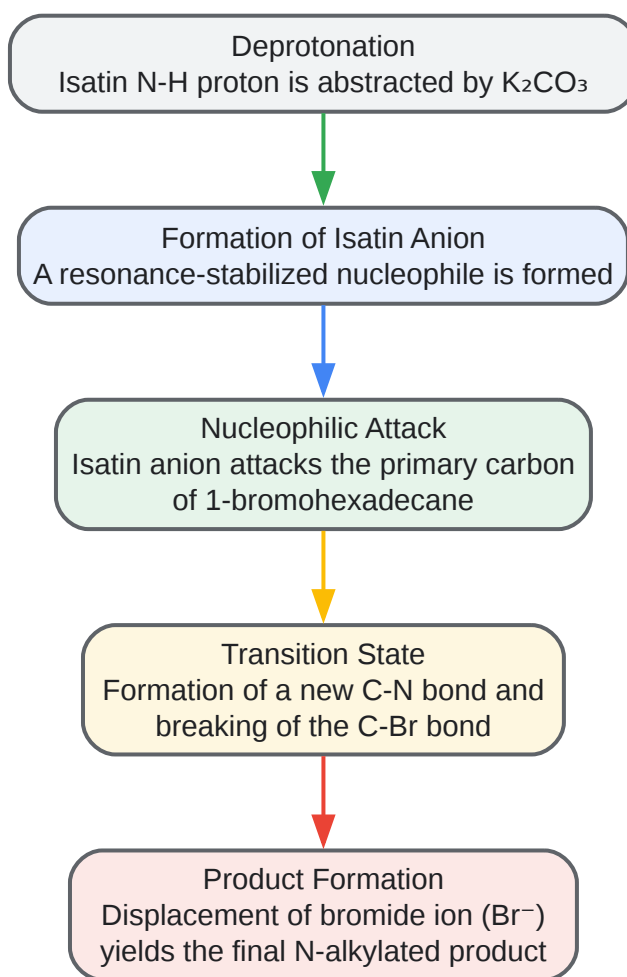 Deprotonation
Isatin N-H proton is abstracted by K₂CO₃
Formation of Isatin Anion
A resonance-stabilized nucleophile is formed
Nucleophilic Attack
Isatin anion attacks the primary carbon
of 1-bromohexadecane
Transition State
Formation of a new C-N bond and
breaking of the C-Br bond
Product Formation
Displacement of bromide ion (Br⁻)
yields the final N-alkylated product